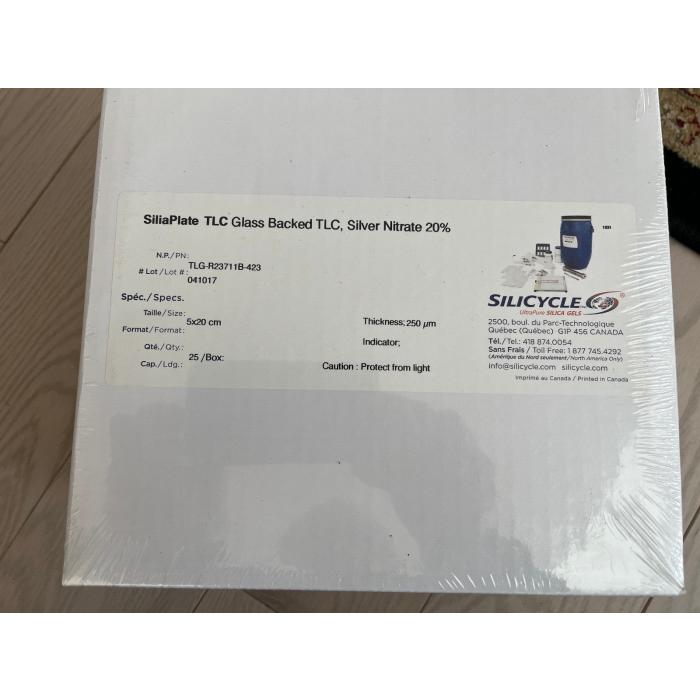 SiliaPlate TLC Glass Backed TLC, Silver Nitrate 20%
N.P./PN:
TLG-R23711B-423
# Lot/Lot #:
041017
Spéc./Specs.
Taille/Size:
5x20 cm
Thickness; 250 µm
Format/Format:
Indicator;
Qté./Qty.:
25 /Box:
Cap./Ldg.:
Caution : Protect from light
SILICYCLE
UltraPure SILICA GELS
2500, boul. du Parc-Technologique
Québec (Québec) G1P 4S6 CANADA
Tél./Tel.: 418 874.0054
Sans Frais / Toll Free: 1 877 745.4292
(Amérique du Nord seulement/North America Only)
info@silicycle.com silicycle.com
Imprimé au Canada / Printed in Canada